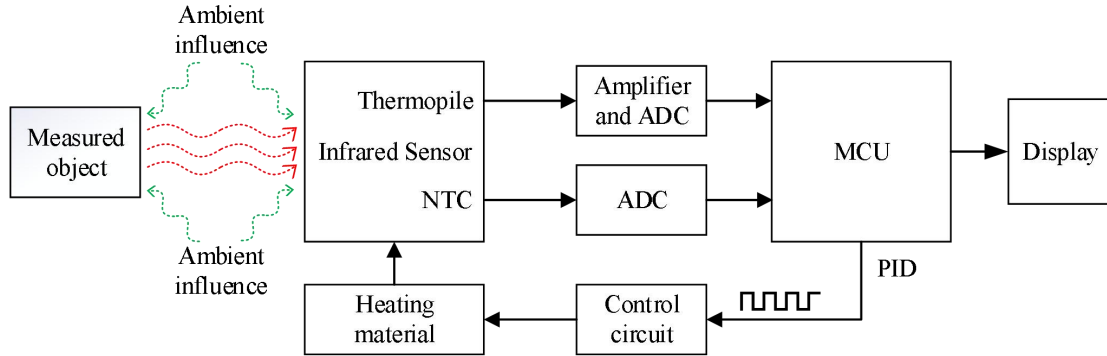 Ambient
influence
Measured
object
Thermopile
Infrared Sensor
NTC
Amplifier
and ADC
ADC
MCU
Display
Ambient
influence
PID
Heating
material
Control
circuit